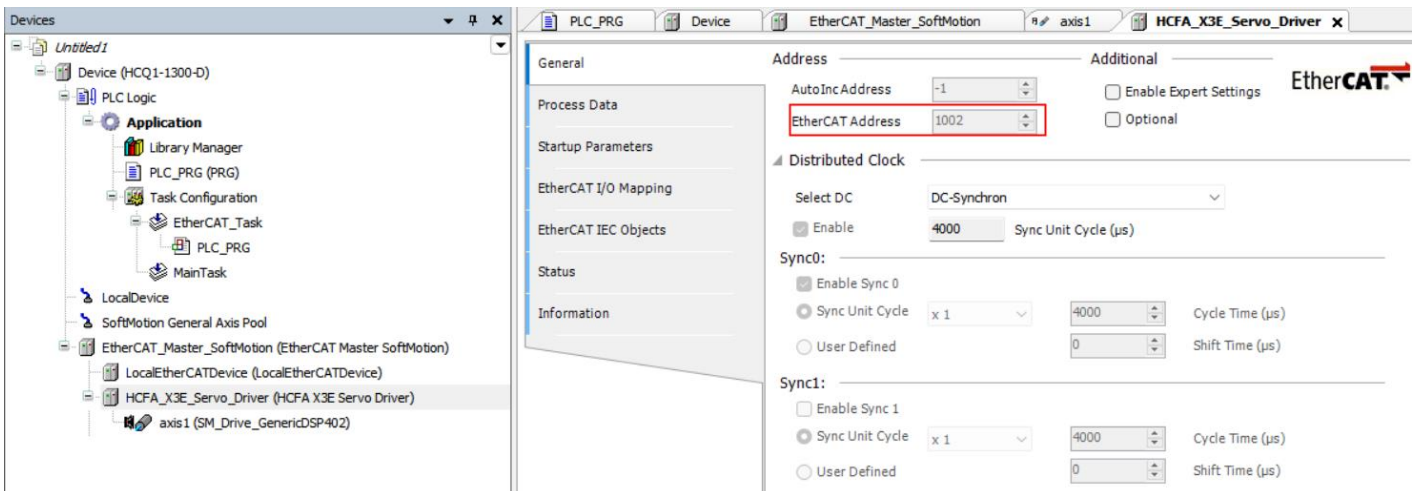 Devices
Untitled1
Device (HCQ1-1300-D)
PLC Logic
Application
Library Manager
PLC_PRG (PRG)
Task Configuration
EtherCAT_Task
PLC_PRG
MainTask
LocalDevice
SoftMotion General Axis Pool
EtherCAT_Master_SoftMotion (EtherCAT Master SoftMotion)
LocalEtherCATDevice (LocalEtherCATDevice)
HCFA_X3E_Servo_Driver (HCFA X3E Servo Driver)
axis1 (SM_Drive_GenericDSP402)
PLC_PRG Device EtherCAT_Master_SoftMotion axis1 HCFA_X3E_Servo_Driver
General
Process Data
Startup Parameters
EtherCAT I/O Mapping
EtherCAT IEC Objects
Status
Information
Address Additional
EtherCAT.
AutoInc Address -1 Enable Expert Settings
EtherCAT Address 1002 Optional
Distributed Clock
Select DC DC-Synchron
Enable 4000 Sync Unit Cycle (µs)
Sync0:
Enable Sync 0
Sync Unit Cycle x 1 4000 Cycle Time (µs)
User Defined 0 Shift Time (µs)
Sync1:
Enable Sync 1
Sync Unit Cycle x 1 4000 Cycle Time (µs)
User Defined 0 Shift Time (µs)